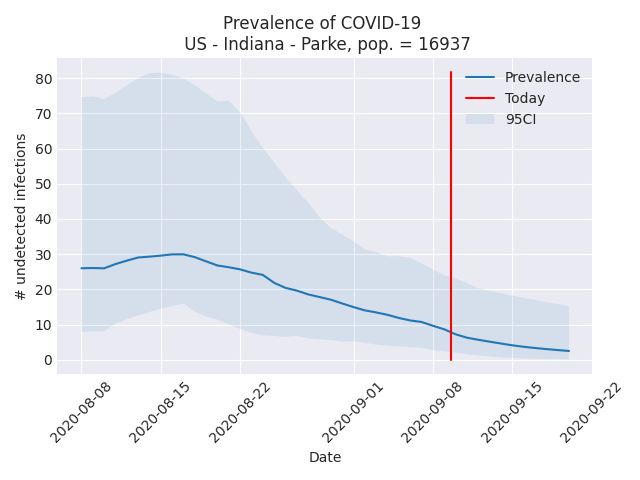 Prevalence of COVID-19
US - Indiana - Parke, pop. = 16937
# undetected infections
80
70
60
50
40
30
20
10
0
Prevalence
Today
95CI
2020-08-08
2020-08-15
2020-08-22
2020-09-01
2020-09-08
2020-09-15
2020-09-22
Date